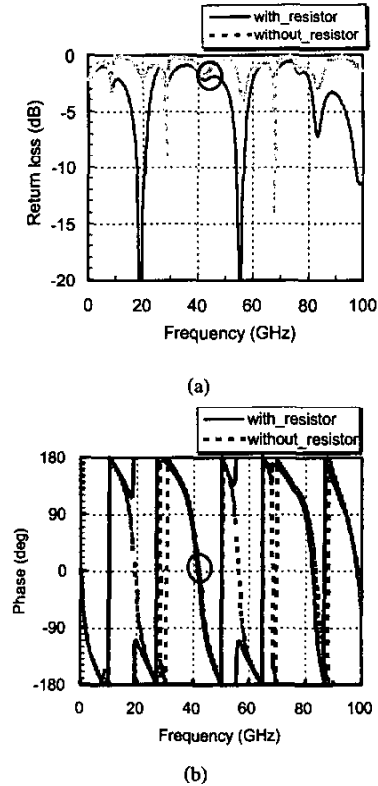 with_resistor
without_resistor
0
-5
-10
-15
-20
Return loss (dB)
0 20 40 60 80 100
Frequency (GHz)
(a)
with_resistor
without_resistor
180
90
0
-90
-180
Phase (deg)
0 20 40 60 80 100
Frequency (GHz)
(b)